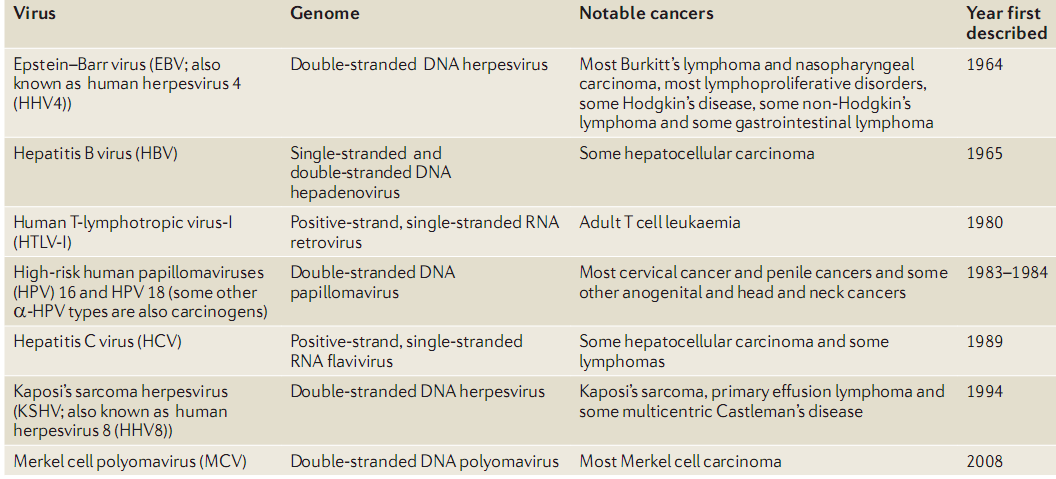 Virus Genome Notable cancers Year first
described
Epstein–Barr virus (EBV; also Double-stranded DNA herpesvirus Most Burkitt's lymphoma and nasopharyngeal 1964
known as human herpesvirus 4 carcinoma, most lymphoproliferative disorders,
(HHV4)) some Hodgkin's disease, some non-Hodgkin's
lymphoma and some gastrointestinal lymphoma
Hepatitis B virus (HBV) Single-stranded and Some hepatocellular carcinoma 1965
double-stranded DNA
hepadenovirus
Human T-lymphotropic virus-I Positive-strand, single-stranded RNA Adult T cell leukaemia 1980
(HTLV-I) retrovirus
High-risk human papillomaviruses Double-stranded DNA Most cervical cancer and penile cancers and some 1983–1984
(HPV) 16 and HPV 18 (some other papillomavirus other anogenital and head and neck cancers
α-HPV types are also carcinogens)
Hepatitis C virus (HCV) Positive-strand, single-stranded Some hepatocellular carcinoma and some 1989
RNA flavivirus lymphomas
Kaposi's sarcoma herpesvirus Double-stranded DNA herpesvirus Kaposi's sarcoma, primary effusion lymphoma and 1994
(KSHV; also known as human some multicentric Castleman's disease
herpesvirus 8 (HHV8))
Merkel cell polyomavirus (MCV) Double-stranded DNA polyomavirus Most Merkel cell carcinoma 2008